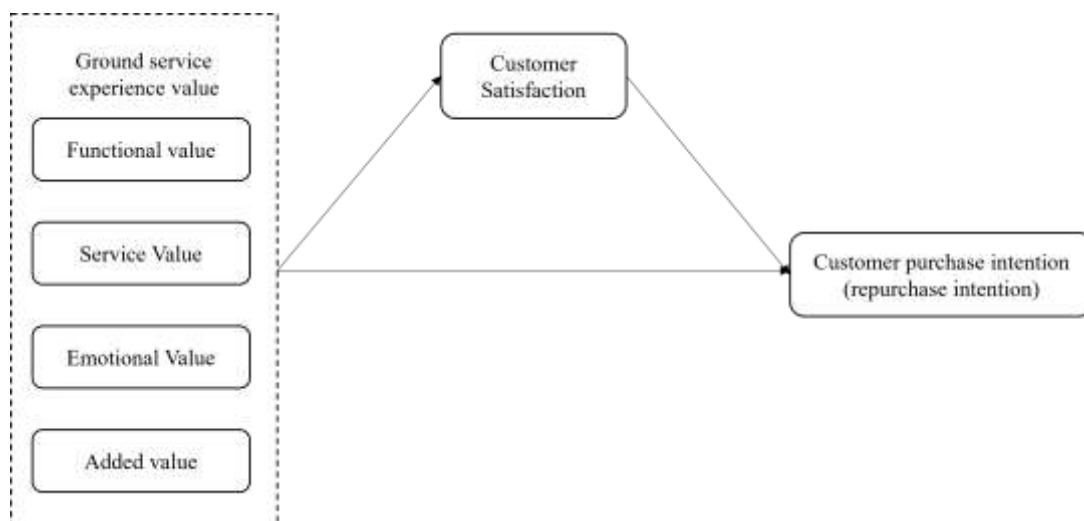 Ground service
experience value
Functional value
Service Value
Emotional Value
Added value
Customer
Satisfaction
Customer purchase intention
(repurchase intention)